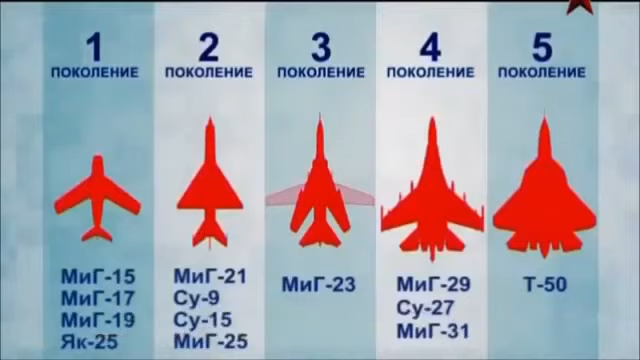 1
ПОКОЛЕНИЕ
МиГ-15
МиГ-17
МиГ-19
Як-25
2
ПОКОЛЕНИЕ
МиГ-21
Су-9
Су-15
МиГ-25
3
ПОКОЛЕНИЕ
МиГ-23
4
ПОКОЛЕНИЕ
МиГ-29
Су-27
МиГ-31
5
ПОКОЛЕНИЕ
Т-50